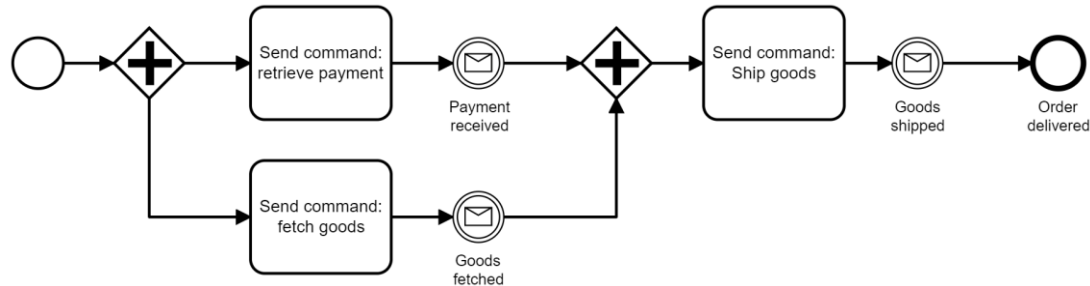 Send command:
retrieve payment
Payment
received
Send command:
Ship goods
Goods
shipped
Order
delivered
Send command:
fetch goods
Goods
fetched